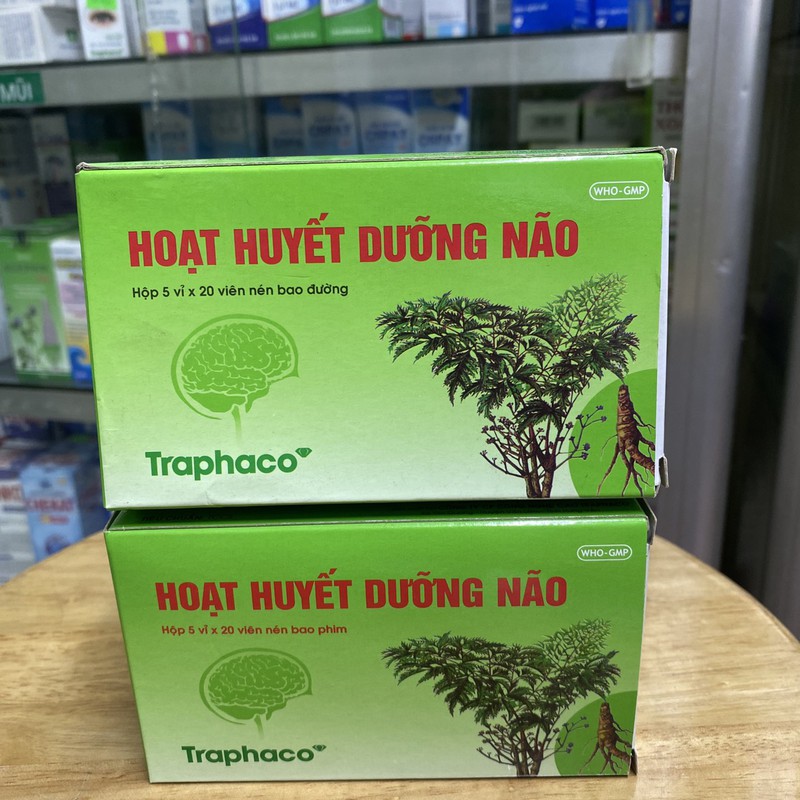 MŨI
WHO-GMP
HOẠT HUYẾT DƯỠNG NÃO
Hộp 5 vỉ x 20 viên nén bao đường
Traphaco
WHO-GMP
HOẠT HUYẾT DƯỠNG NÃO
Hộp 5 vỉ x 20 viên nén bao phim
Traphaco